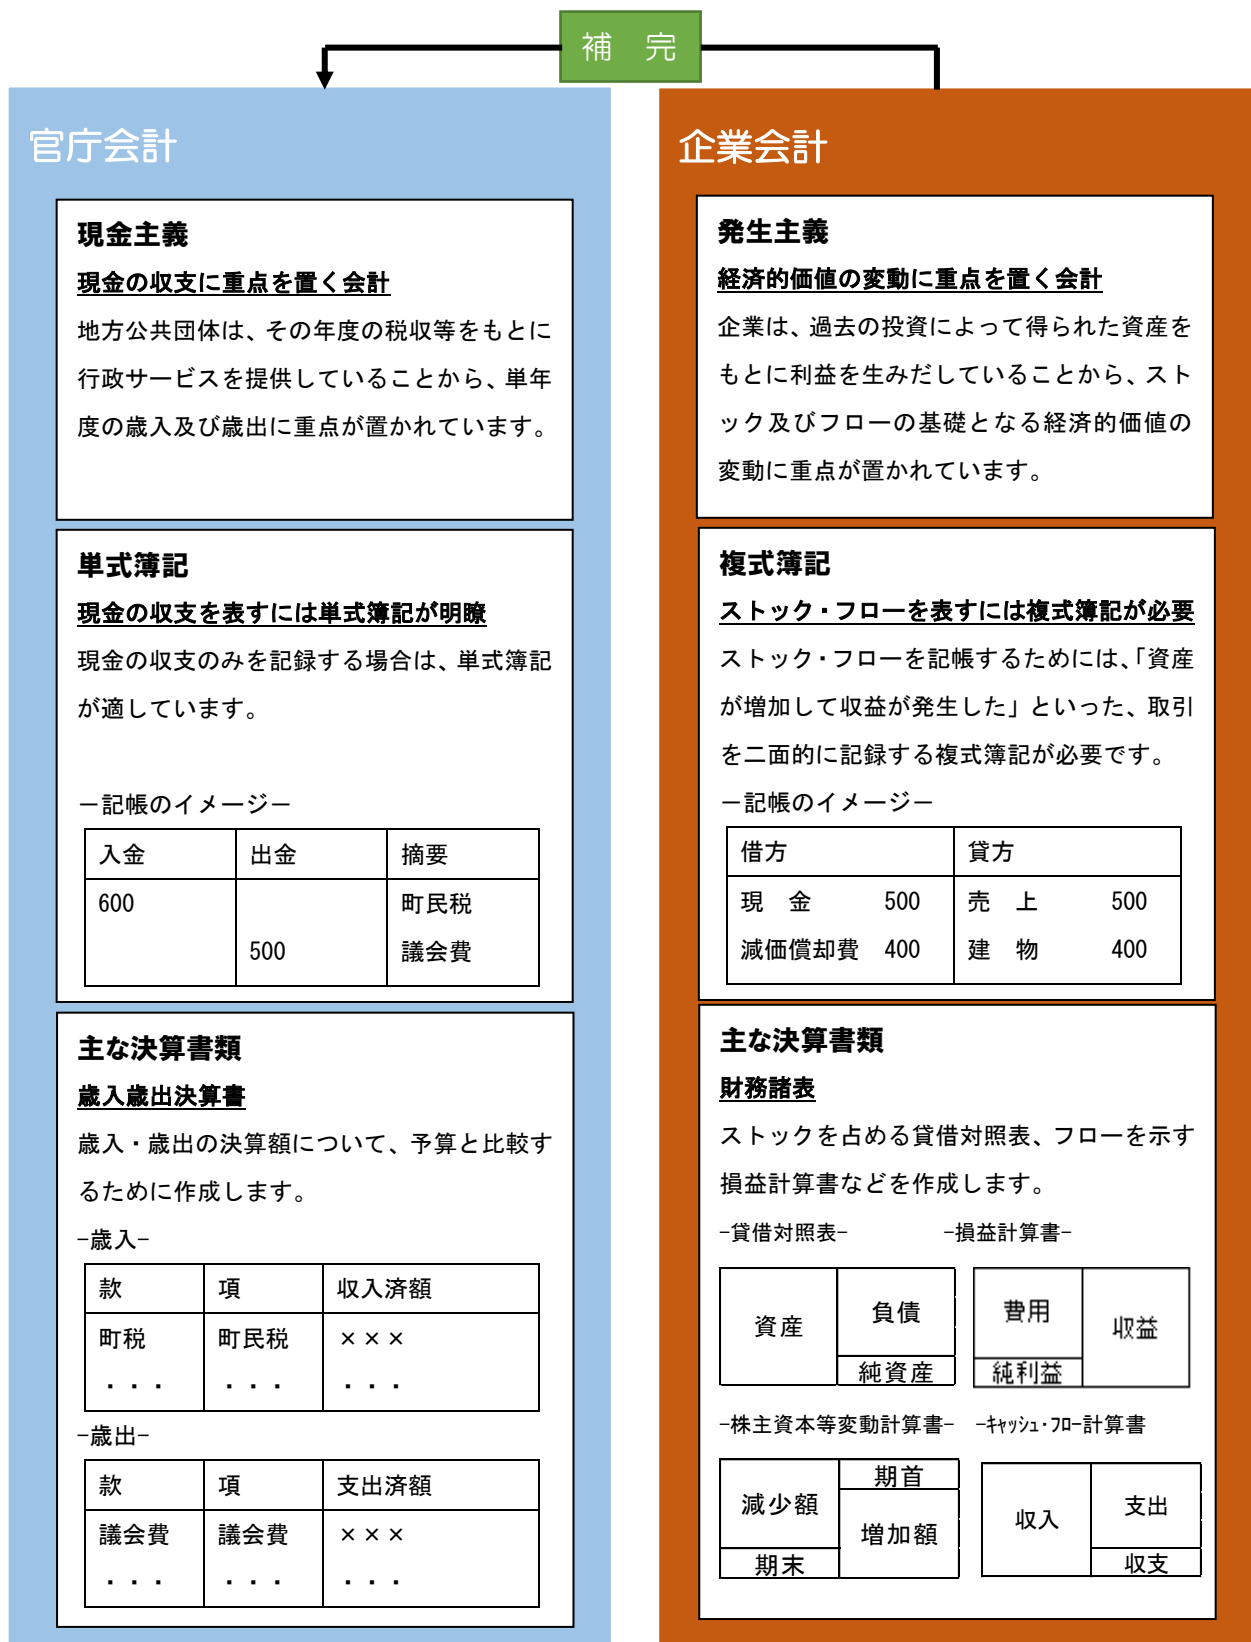 補　完
官庁会計
現金主義
現金の収支に重点を置く会計
地方公共団体は、その年度の税収等をもとに
行政サービスを提供していることから、単年
度の歳入及び歳出に重点が置かれています。
単式簿記
現金の収支を表すには単式簿記が明瞭
現金の収支のみを記録する場合は、単式簿記
が適しています。
－記帳のイメージ－
入金　出金　摘要
600　町民税
500　議会費
主な決算書類
歳入歳出決算書
歳入・歳出の決算額について、予算と比較す
るために作成します。
-歳入-
款　項　収入済額
町税　町民税　×××
・・・　・・・　・・・
-歳出-
款　項　支出済額
議会費　議会費　×××
・・・　・・・　・・・
企業会計
発生主義
経済的価値の変動に重点を置く会計
企業は、過去の投資によって得られた資産を
もとに利益を生みだしていることから、スト
ック及びフローの基礎となる経済的価値の
変動に重点が置かれています。
複式簿記
ストック・フローを表すには複式簿記が必要
ストック・フローを記帳するためには、「資産
が増加して収益が発生した」といった、取引
を二面的に記録する複式簿記が必要です。
－記帳のイメージ－
借方　貸方
現　金　500　売　上　500
減価償却費　400　建　物　400
主な決算書類
財務諸表
ストックを占める貸借対照表、フローを示す
損益計算書などを作成します。
-貸借対照表-　-損益計算書-
資産　負債　費用　収益
純資産　純利益
-株主資本等変動計算書-　-ｷｬｯｼｭ･ﾌﾛｰ計算書
減少額　期首　収入　支出
増加額
期末　収支